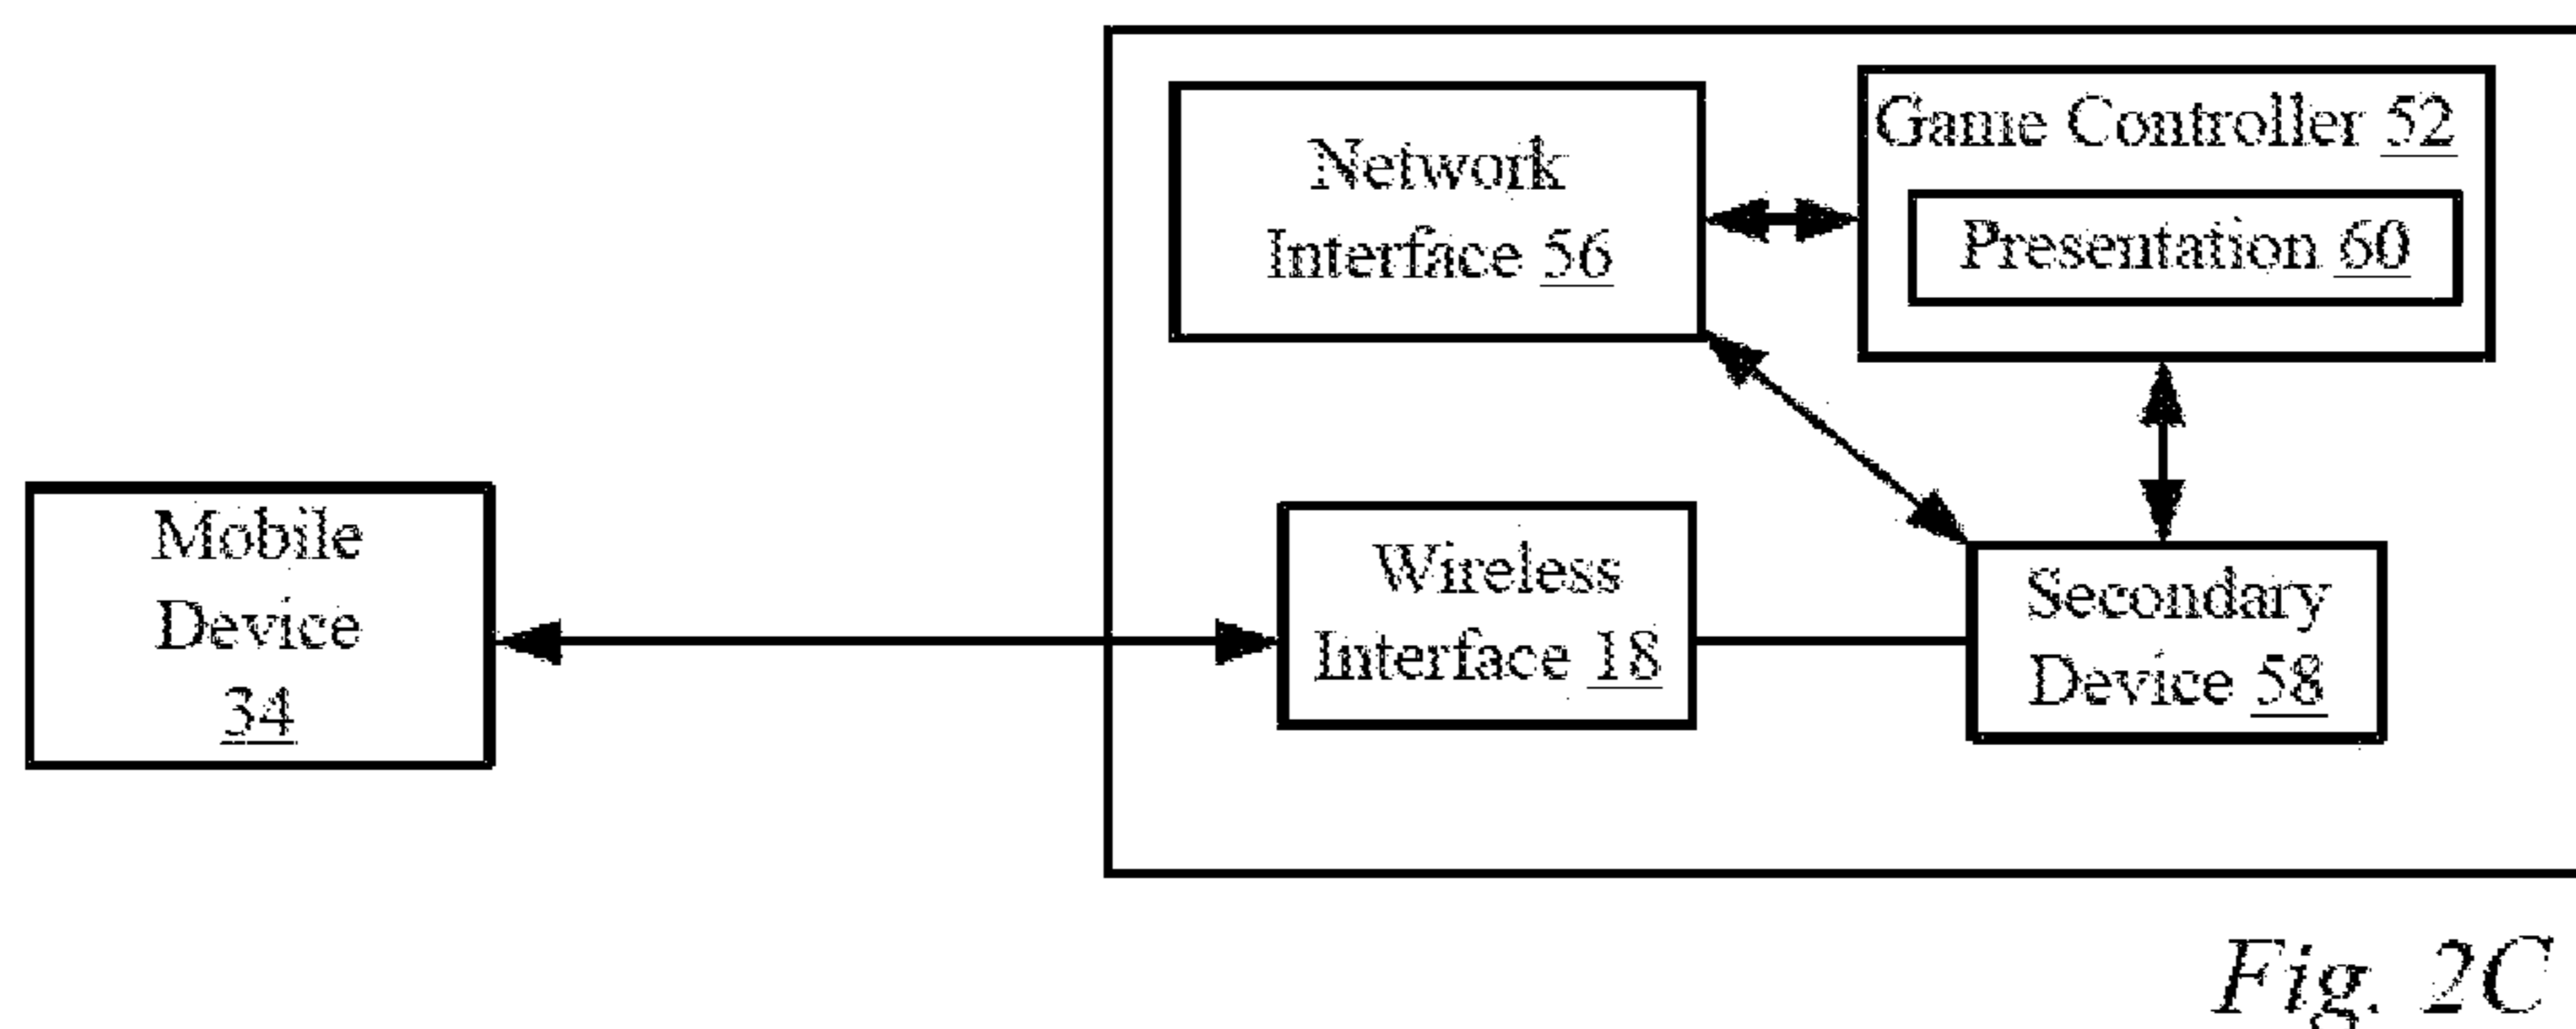 Network
Interface 56
Game Controller 52
Presentation 60
Mobile
Device
34
Wireless
Interface 18
Secondary
Device 58
Fig. 2C